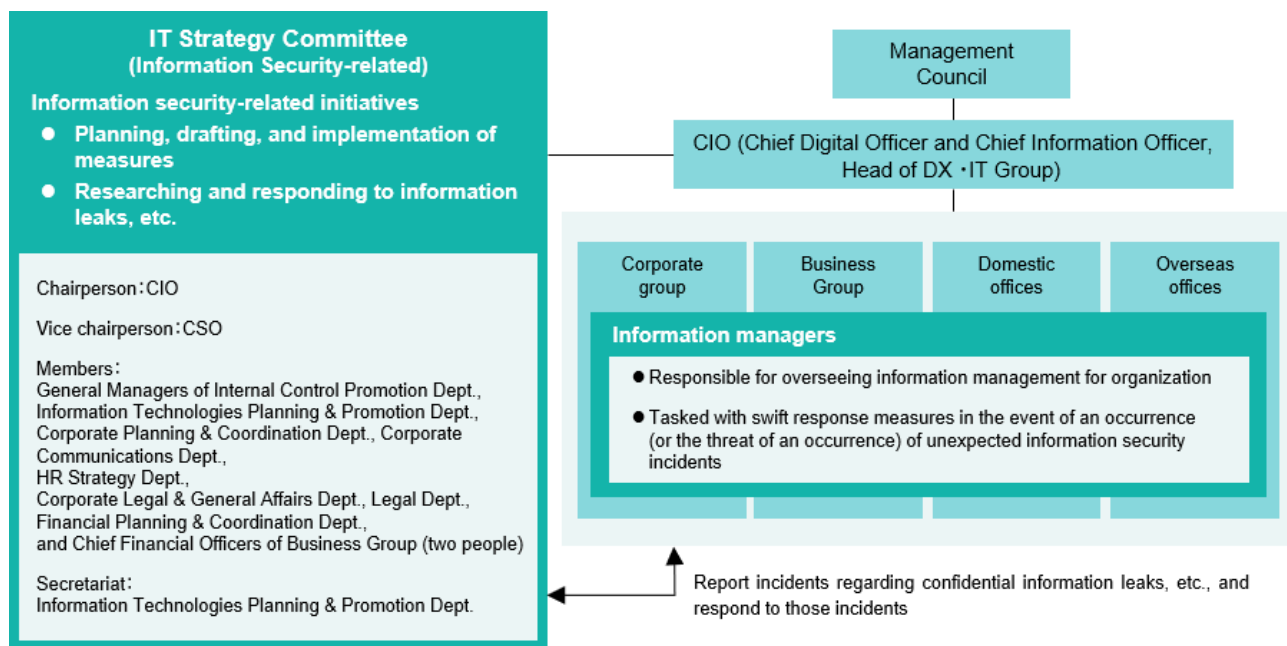 IT Strategy Committee
(Information Security-related)
Information security-related initiatives
● Planning, drafting, and implementation of
measures
● Researching and responding to information
leaks, etc.
Chairperson：CIO
Vice chairperson：CSO
Members：
General Managers of Internal Control Promotion Dept.,
Information Technologies Planning & Promotion Dept.,
Corporate Planning & Coordination Dept., Corporate
Communications Dept.,
HR Strategy Dept.,
Corporate Legal & General Affairs Dept., Legal Dept.,
Financial Planning & Coordination Dept.,
and Chief Financial Officers of Business Group (two people)
Secretariat：
Information Technologies Planning & Promotion Dept.
Management
Council
CIO (Chief Digital Officer and Chief Information Officer,
Head of DX ・IT Group)
Corporate
group
Business
Group
Domestic
offices
Overseas
offices
Information managers
● Responsible for overseeing information management for organization
● Tasked with swift response measures in the event of an occurrence
(or the threat of an occurrence) of unexpected information security
incidents
Report incidents regarding confidential information leaks, etc., and
respond to those incidents